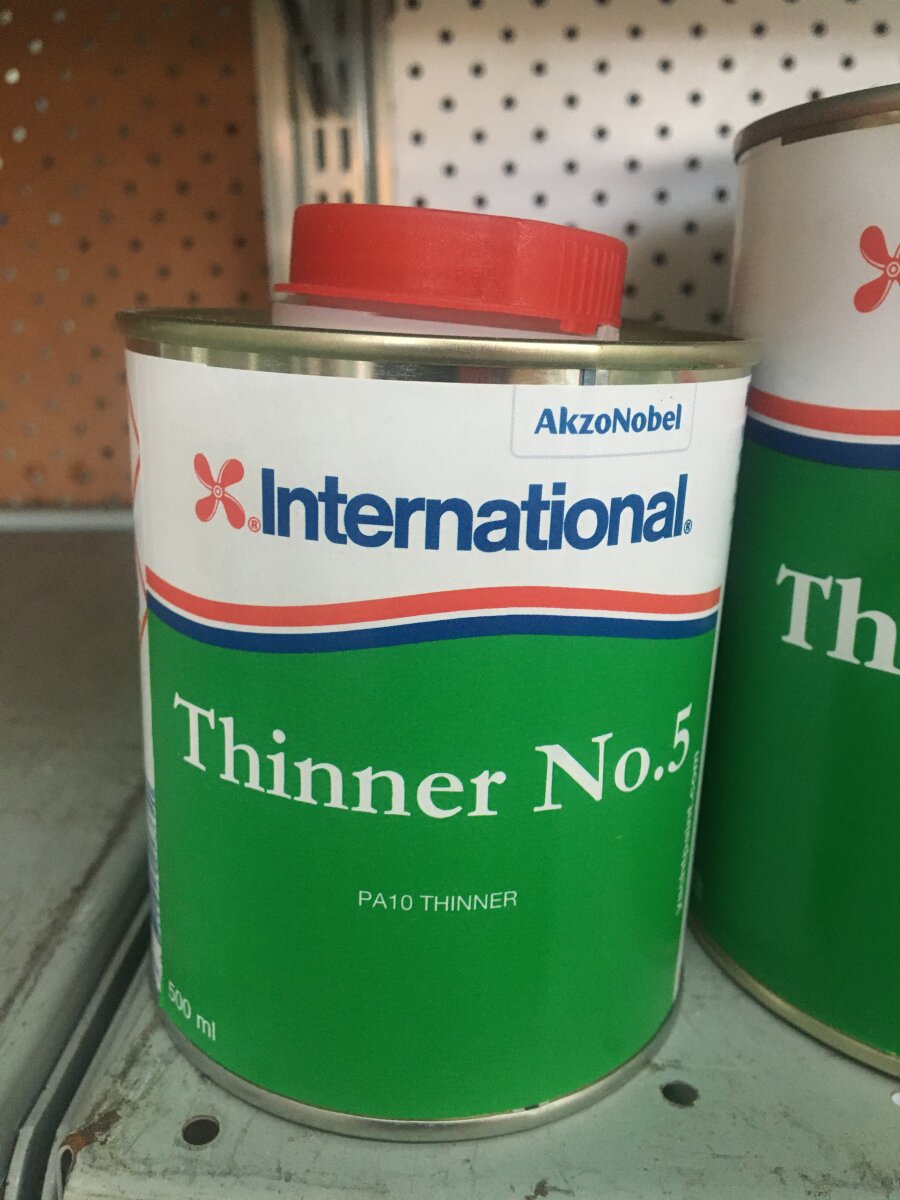 AkzoNobel
International®
Thinner No.5
PA10 THINNER
500 ml
Th